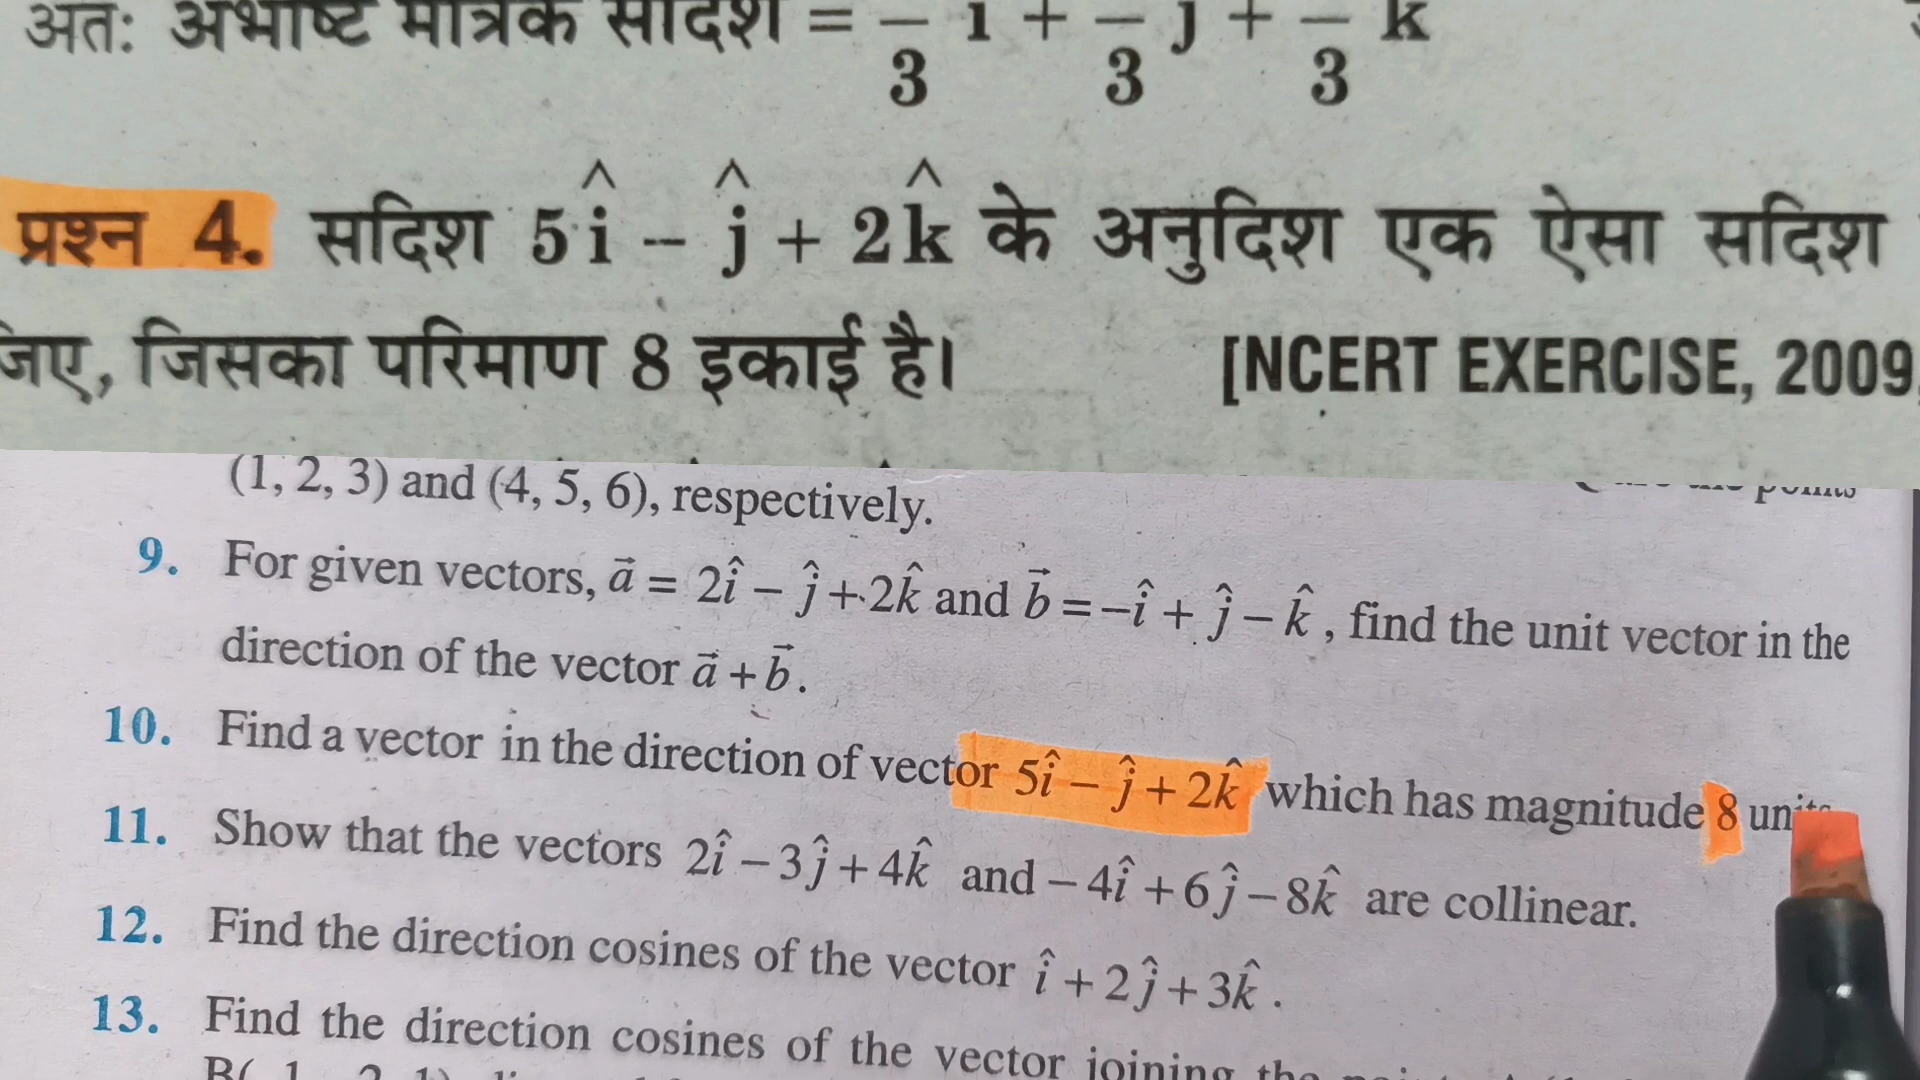 अतः अभीष्ट मात्रक सदिश = — i + — j + — k
3 3 3
प्रश्न 4. सदिश 5î – ĵ + 2k̂ के अनुदिश एक ऐसा सदिश
जिए, जिसका परिमाण 8 इकाई है। [NCERT EXERCISE, 2009
(1, 2, 3) and (4, 5, 6), respectively. points
9. For given vectors, a⃗ = 2î – ĵ + 2k̂ and b⃗ = –î + ĵ – k̂ , find the unit vector in the
direction of the vector a⃗ + b⃗ .
10. Find a vector in the direction of vector 5î – ĵ + 2k̂ which has magnitude 8 units
11. Show that the vectors 2î – 3ĵ + 4k̂ and – 4î + 6ĵ – 8k̂ are collinear.
12. Find the direction cosines of the vector î + 2ĵ + 3k̂ .
13. Find the direction cosines of the vector joining the